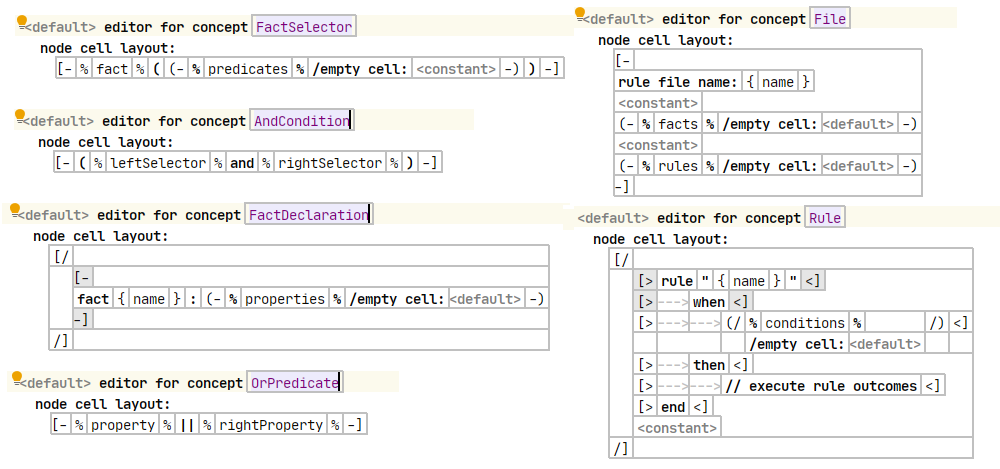 <default> editor for concept FactSelector
node cell layout:
[- % fact % ( (- % predicates % /empty cell: <constant> -) ) -]
<default> editor for concept AndCondition
node cell layout:
[- ( % leftSelector % and % rightSelector % ) -]
<default> editor for concept FactDeclaration
node cell layout:
[/
[-
fact { name } : (- % properties % /empty cell: <default> -)
-]
/]
<default> editor for concept OrPredicate
node cell layout:
[- % property % || % rightProperty % -]
<default> editor for concept File
node cell layout:
[-
rule file name: { name }
<constant>
(- % facts % /empty cell: <default> -)
<constant>
(- % rules % /empty cell: <default> -)
-]
<default> editor for concept Rule
node cell layout:
[/
[> rule " { name } " <]
[> ---> when <]
[> ---> ---> (/ % conditions % /) <]
/empty cell: <default>
[> ---> then <]
[> ---> ---> // execute rule outcomes <]
[> end <]
<constant>
/]